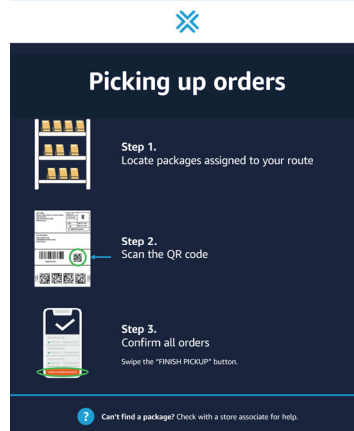 Picking up orders
Step 1.
Locate packages assigned to your route
Step 2.
Scan the QR code
Step 3.
Confirm all orders
Swipe the "FINISH PICKUP" button.
? Can't find a package? Check with a store associate for help.